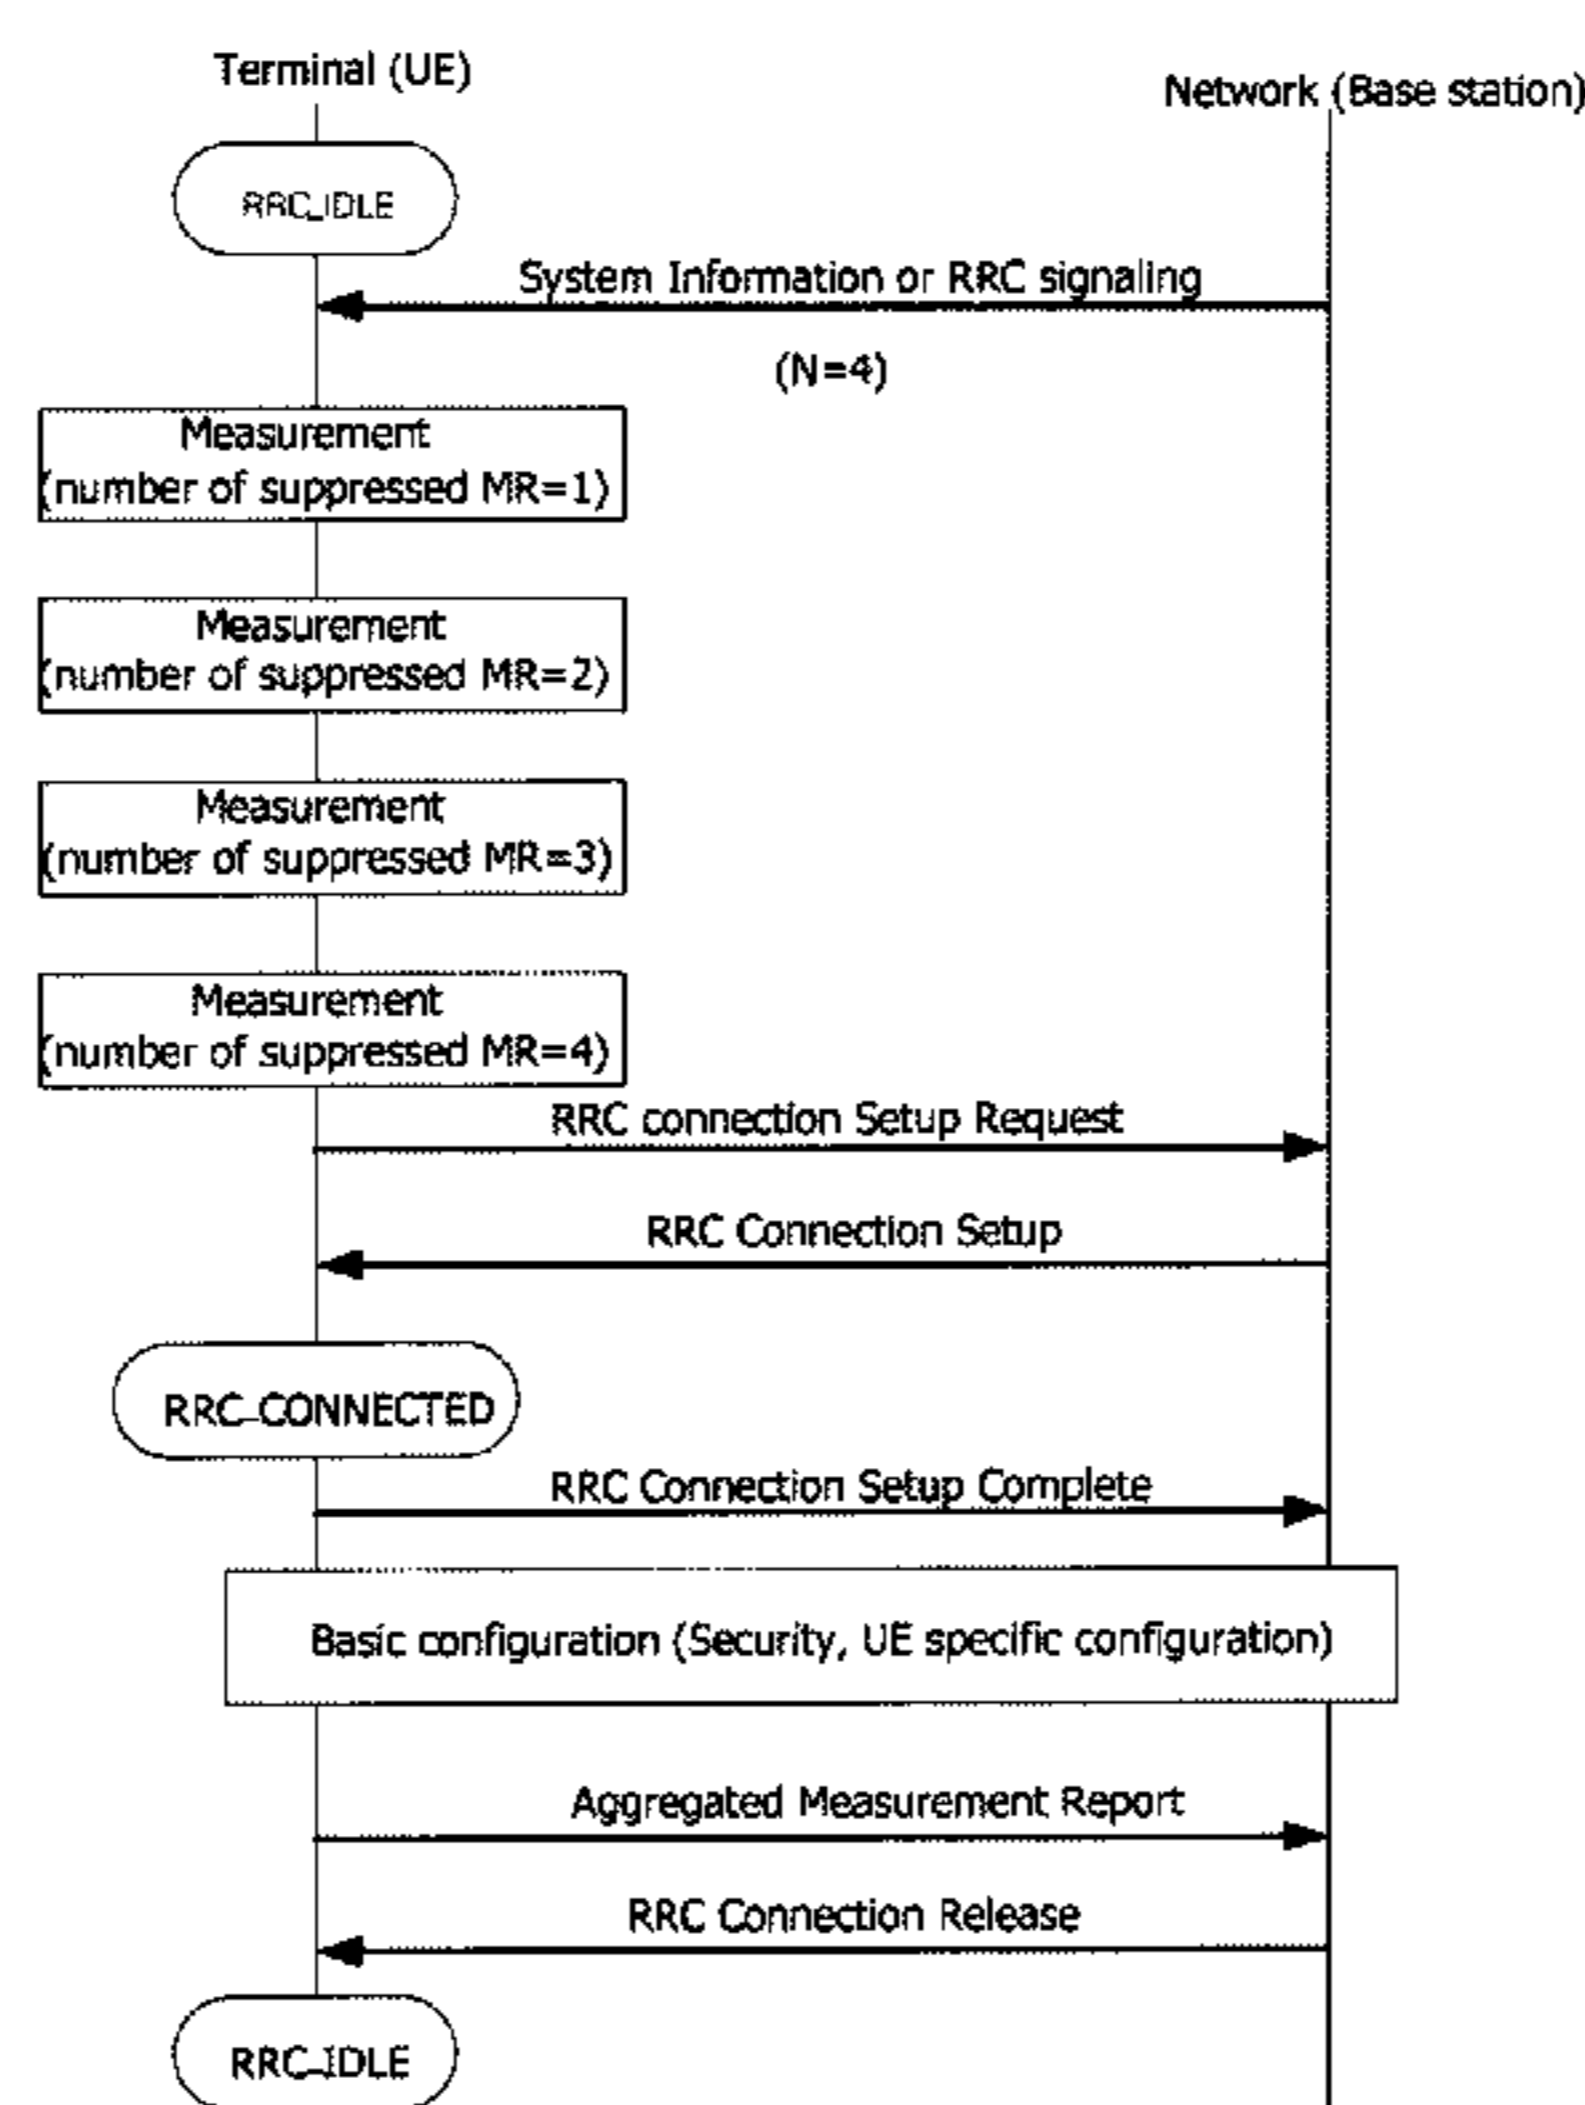 Terminal (UE)
Network (Base station)
RRC_IDLE
System Information or RRC signaling
(N=4)
Measurement
(number of suppressed MR=1)
Measurement
(number of suppressed MR=2)
Measurement
(number of suppressed MR=3)
Measurement
(number of suppressed MR=4)
RRC connection Setup Request
RRC Connection Setup
RRC_CONNECTED
RRC Connection Setup Complete
Basic configuration (Security, UE specific configuration)
Aggregated Measurement Report
RRC Connection Release
RRC_IDLE